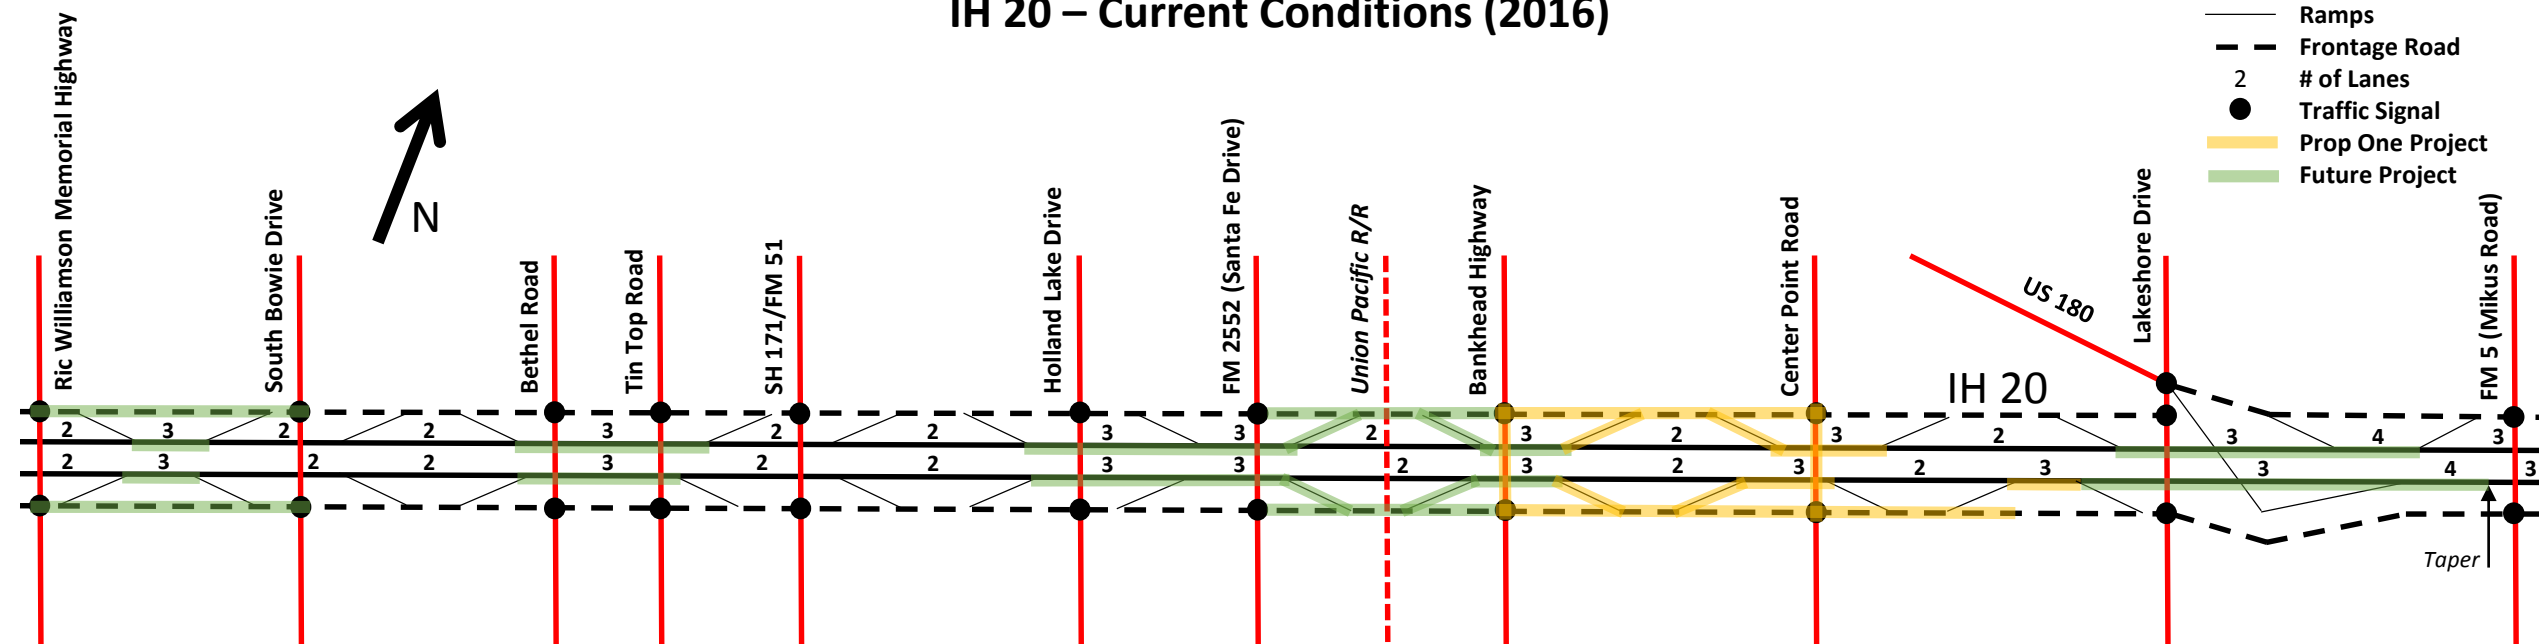 IH 20 – Current Conditions (2016)
Ramps
Frontage Road
2 # of Lanes
Traffic Signal
Prop One Project
Future Project
N
Ric Williamson Memorial Highway
South Bowie Drive
Bethel Road
Tin Top Road
SH 171/FM 51
Holland Lake Drive
FM 2552 (Santa Fe Drive)
Union Pacific R/R
Bankhead Highway
Center Point Road
US 180
Lakeshore Drive
FM 5 (Mikus Road)
IH 20
2 3 2 2 3 2 2 3 3 2 3 2 3 2 3 4 3
2 3 2 2 3 2 2 3 3 2 3 2 3 2 3 3 4 3
Taper